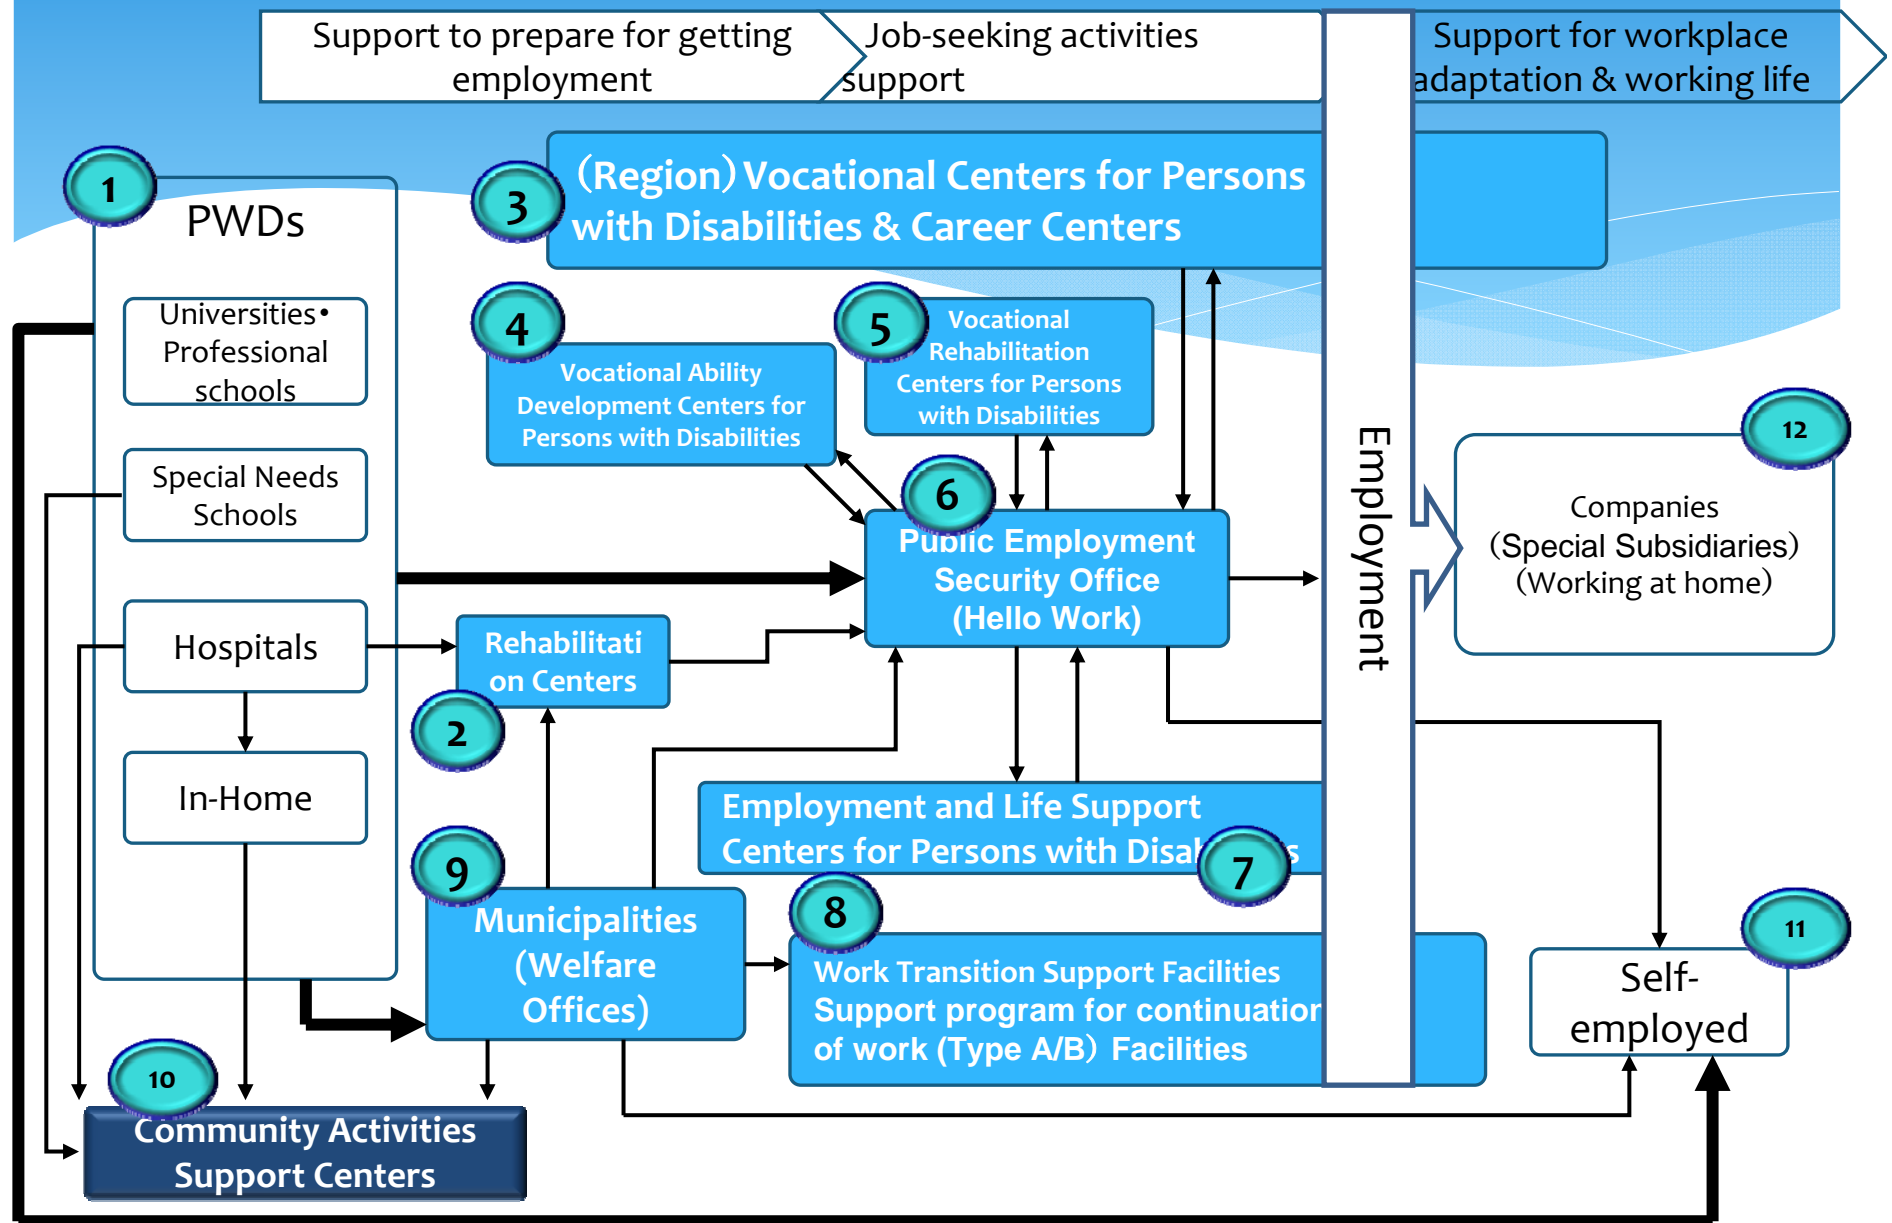 Support to prepare for getting
employment
Job-seeking activities
support
Support for workplace
adaptation & working life
1
PWDs
Universities•
Professional
schools
Special Needs
Schools
Hospitals
In-Home
3
(Region) Vocational Centers for Persons
with Disabilities & Career Centers
4
Vocational Ability
Development Centers for
Persons with Disabilities
5
Vocational
Rehabilitation
Centers for Persons
with Disabilities
6
Public Employment
Security Office
(Hello Work)
Rehabilitati
on Centers
2
Employment and Life Support
Centers for Persons with Disab s
7
9
Municipalities
(Welfare
Offices)
8
Work Transition Support Facilities
Support program for continuation
of work (Type A/B) Facilities
Employment
12
Companies
(Special Subsidiaries)
(Working at home)
11
Self-
employed
10
Community Activities
Support Centers